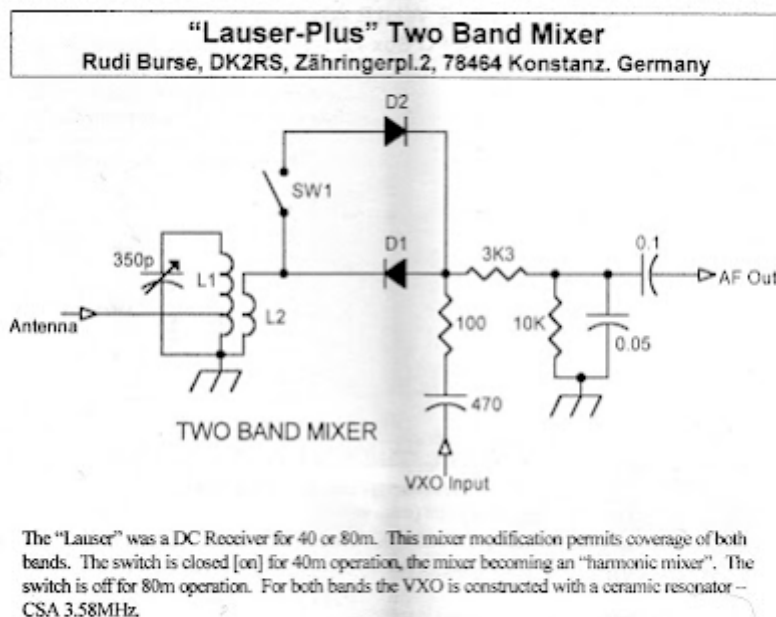 “Lauser-Plus” Two Band Mixer
Rudi Burse, DK2RS, Zähringerpl.2, 78464 Konstanz. Germany
D2
SW1
D1
3K3
0.1
350p
L1
AF Out
L2
Antenna
100
10K
0.05
470
TWO BAND MIXER
VXO Input
The “Lauser” was a DC Receiver for 40 or 80m. This mixer modification permits coverage of both
bands. The switch is closed [on] for 40m operation, the mixer becoming an “harmonic mixer”. The
switch is off for 80m operation. For both bands the VXO is constructed with a ceramic resonator –
CSA 3.58MHz.